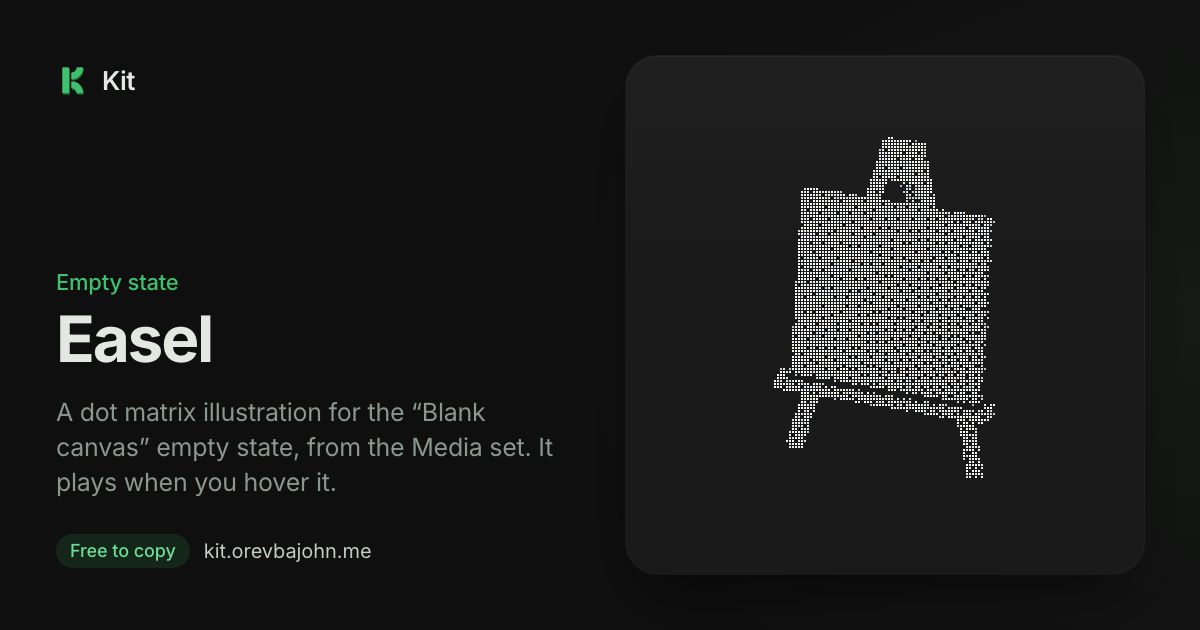 Kit
Empty state
Easel
A dot matrix illustration for the “Blank
canvas” empty state, from the Media set. It
plays when you hover it.
Free to copy
kit.orevbajohn.me